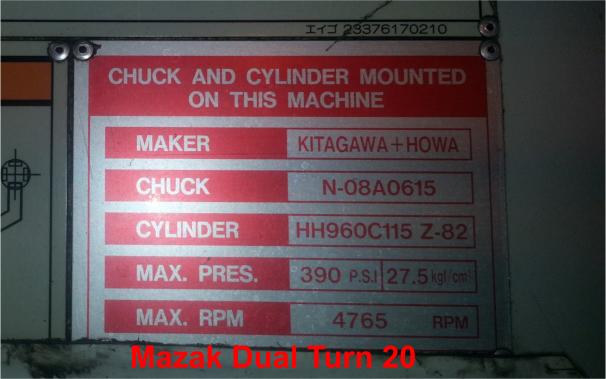 エイゴ 23376170210
CHUCK AND CYLINDER MOUNTED
ON THIS MACHINE
MAKER KITAGAWA+HOWA
CHUCK N-08A0615
CYLINDER HH960C115 Z-82
MAX. PRES. 390 P.S.I 27.5 kgf/cm²
MAX. RPM 4765 RPM
Mazak Dual Turn 20